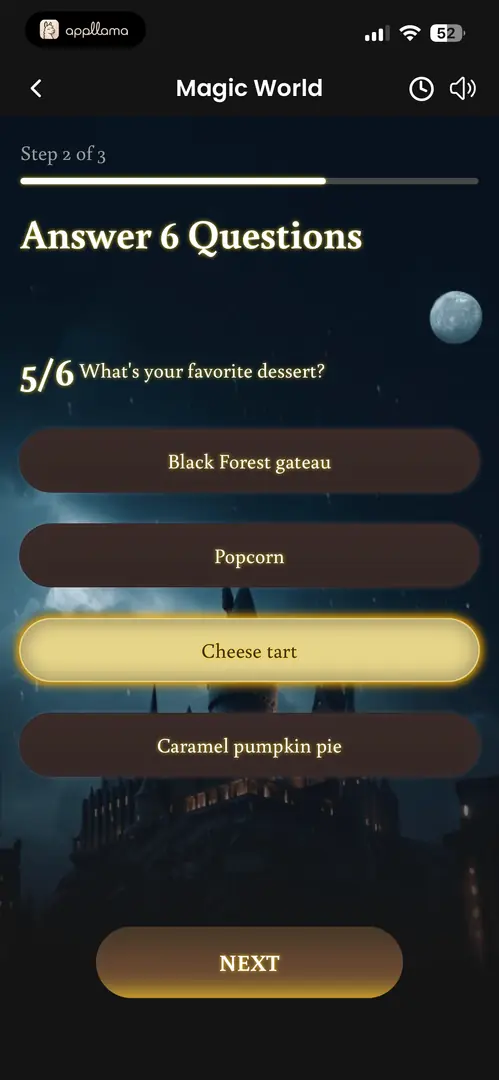 appllama
52
Magic World
Step 2 of 3
Answer 6 Questions
5/6 What's your favorite dessert?
Black Forest gateau
Popcorn
Cheese tart
Caramel pumpkin pie
NEXT